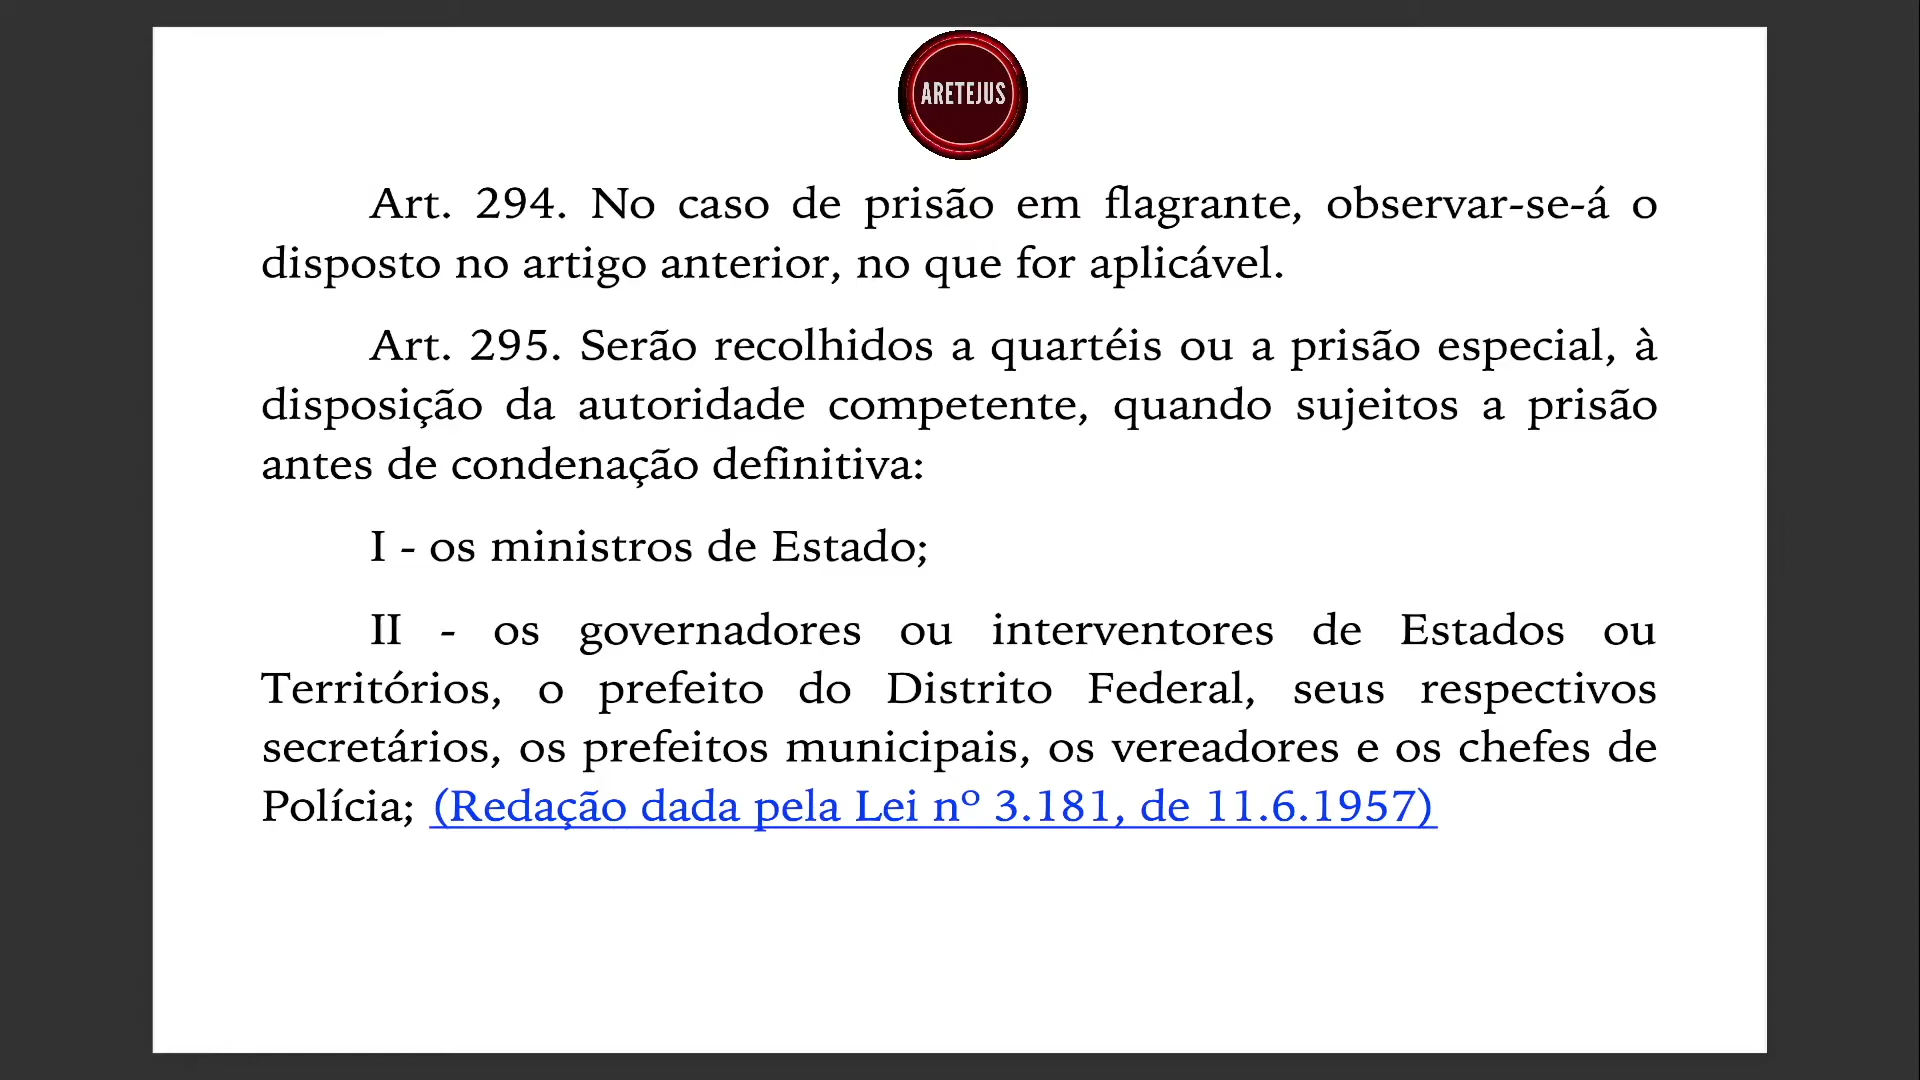 ARETEJUS
Art. 294. No caso de prisão em flagrante, observar-se-á o
disposto no artigo anterior, no que for aplicável.
Art. 295. Serão recolhidos a quartéis ou a prisão especial, à
disposição da autoridade competente, quando sujeitos a prisão
antes de condenação definitiva:
I - os ministros de Estado;
II - os governadores ou interventores de Estados ou
Territórios, o prefeito do Distrito Federal, seus respectivos
secretários, os prefeitos municipais, os vereadores e os chefes de
Polícia; (Redação dada pela Lei nº 3.181, de 11.6.1957)